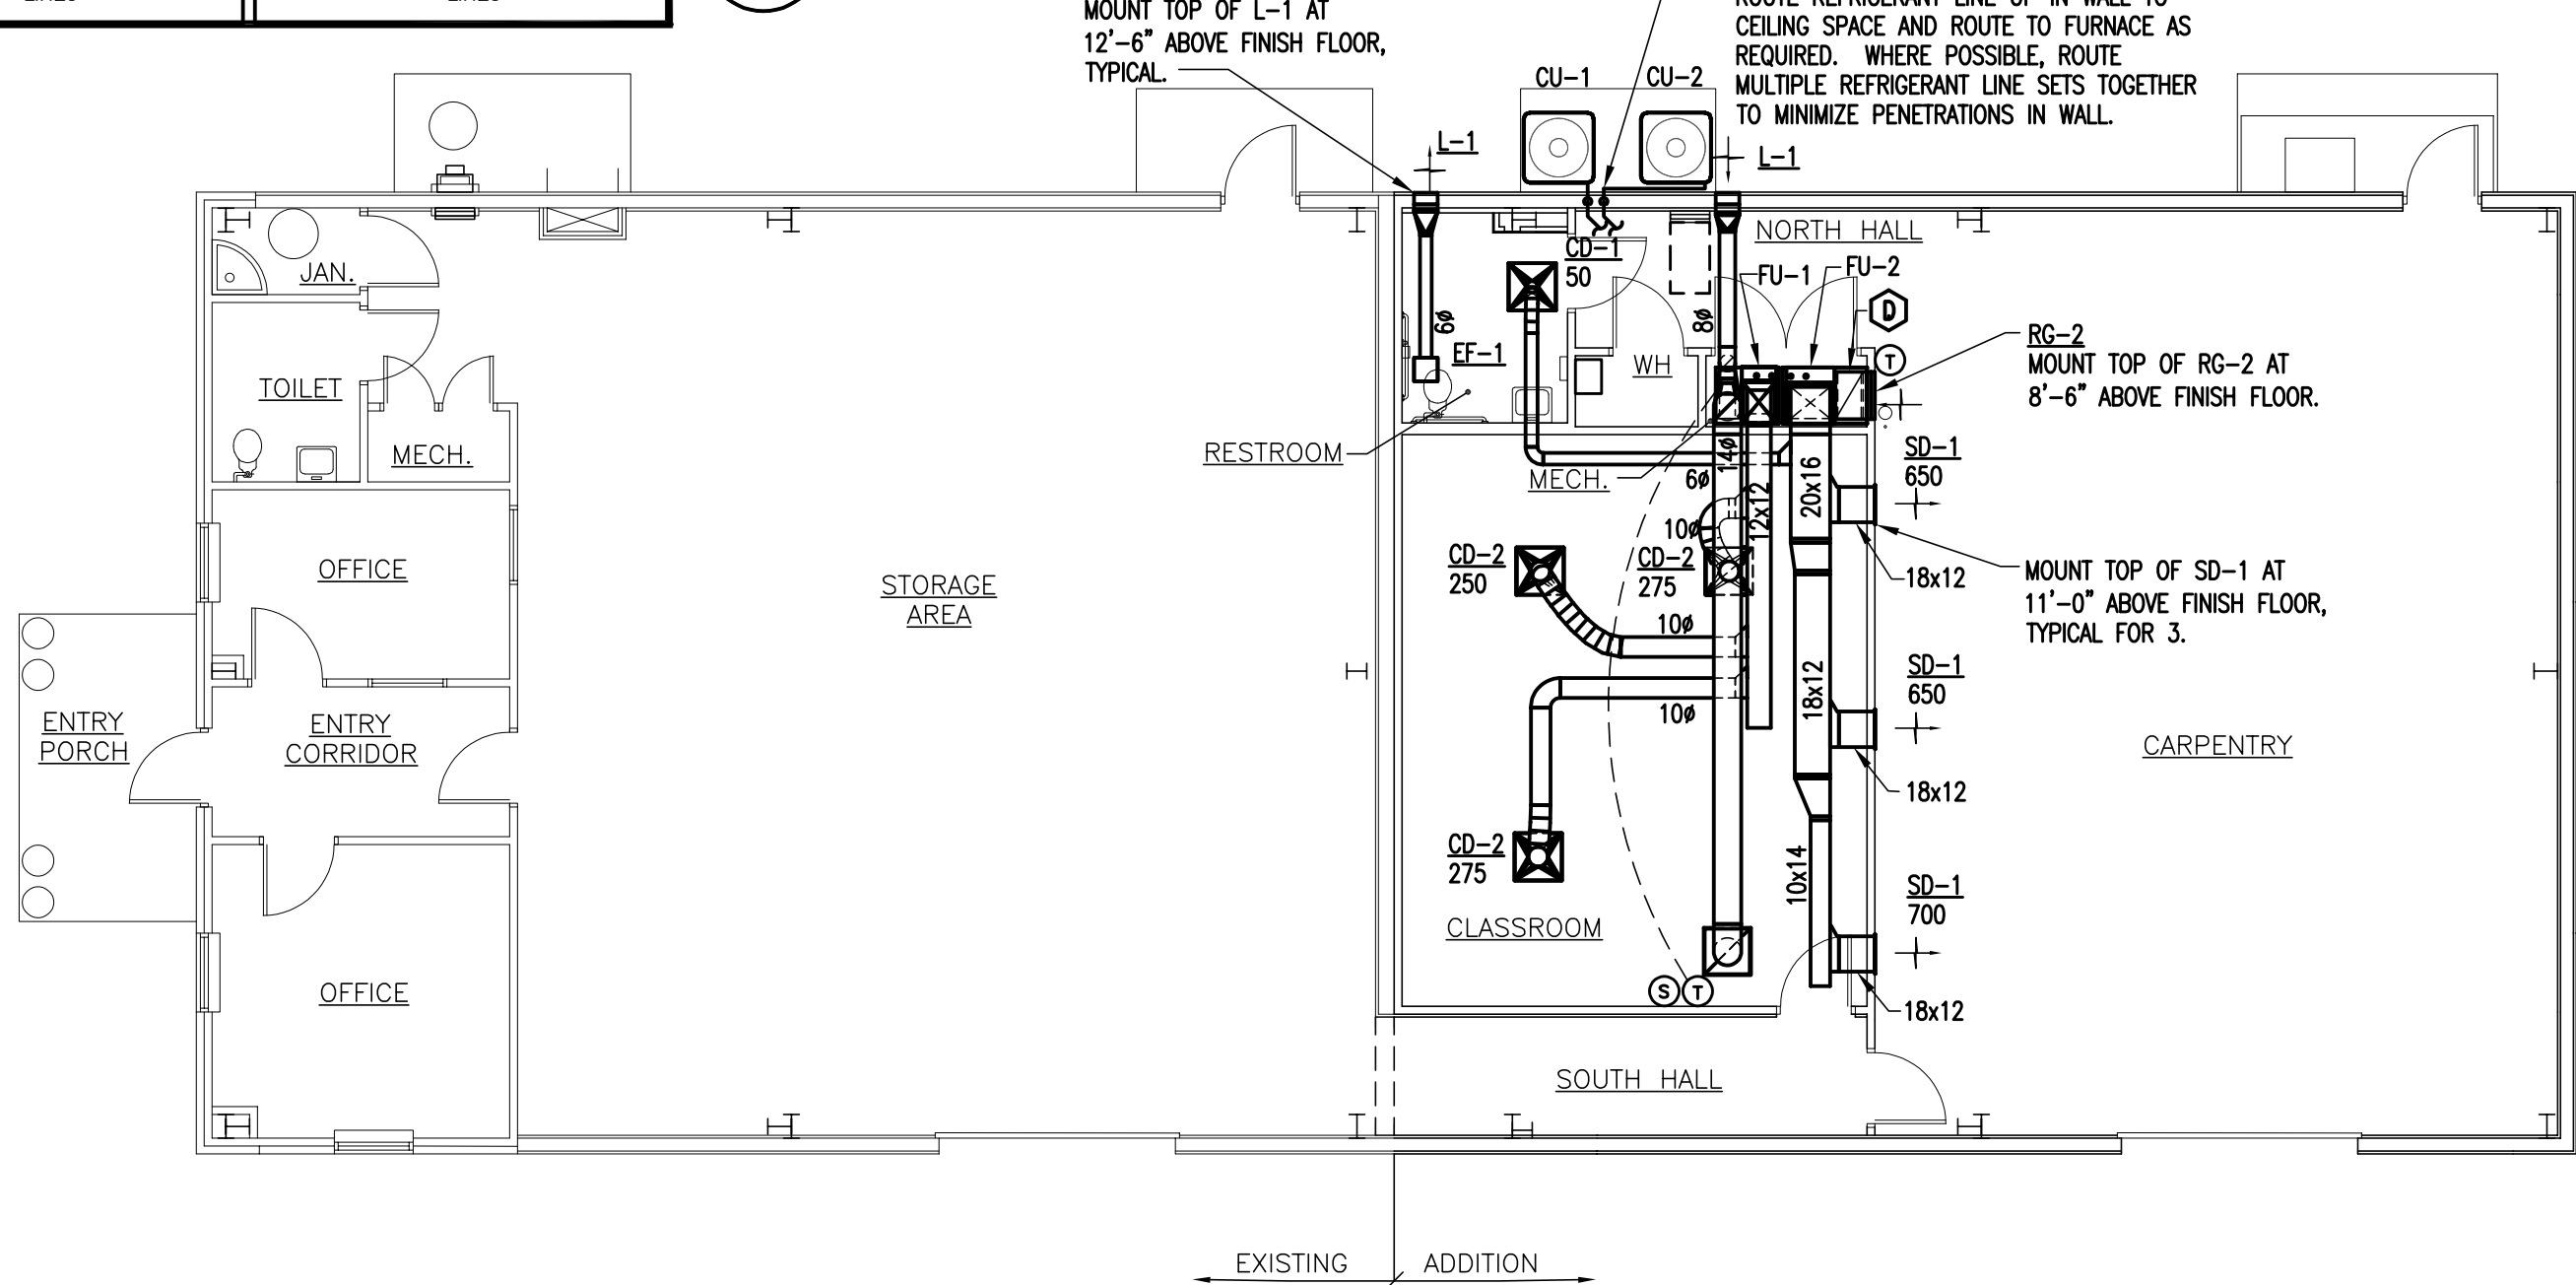 MOUNT TOP OF L-1 AT
12'-6" ABOVE FINISH FLOOR,
TYPICAL.
CEILING SPACE AND ROUTE TO FURNACE AS
REQUIRED. WHERE POSSIBLE, ROUTE
MULTIPLE REFRIGERANT LINE SETS TOGETHER
TO MINIMIZE PENETRATIONS IN WALL.
CU-1
CU-2
L-1
L-1
NORTH HALL
JAN.
CD-1
50
FU-1
FU-2
D
6ø
8ø
EF-1
WH
T
RG-2
MOUNT TOP OF RG-2 AT
8'-6" ABOVE FINISH FLOOR.
TOILET
MECH.
RESTROOM
MECH.
14ø
6ø
12x12
20x16
SD-1
650
10ø
OFFICE
CD-2
250
CD-2
275
18x12
MOUNT TOP OF SD-1 AT
11'-0" ABOVE FINISH FLOOR,
TYPICAL FOR 3.
STORAGE
AREA
10ø
18x12
SD-1
650
ENTRY
PORCH
ENTRY
CORRIDOR
10ø
CARPENTRY
18x12
CD-2
275
10x14
SD-1
700
CLASSROOM
OFFICE
S
T
18x12
SOUTH HALL
EXISTING
ADDITION